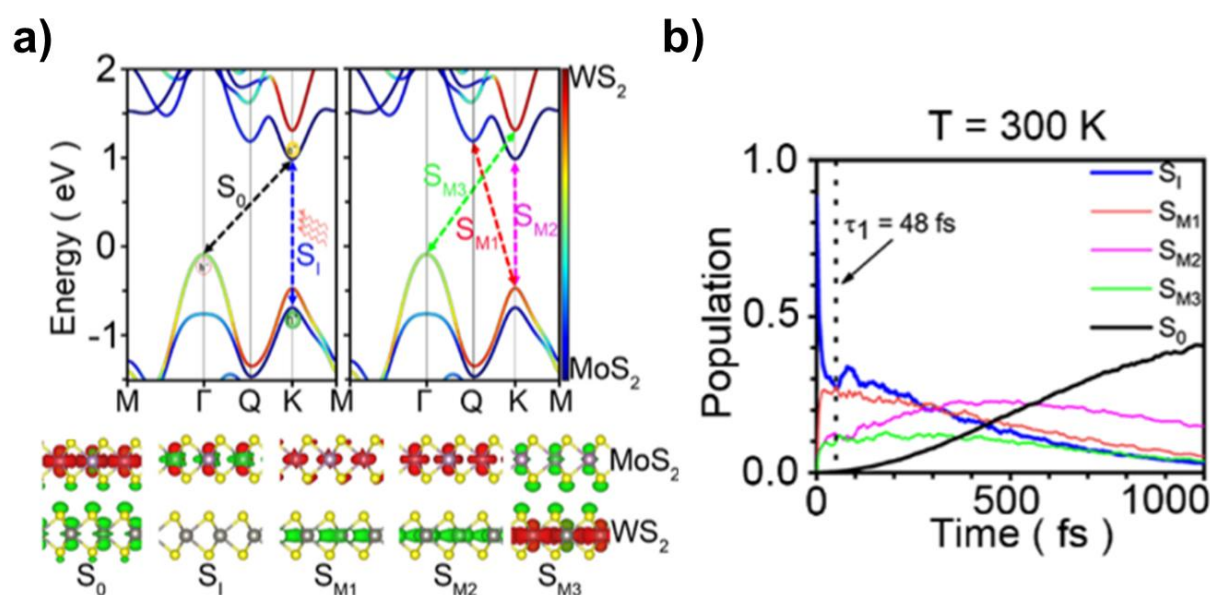 a)
b)
Energy ( eV )
2
1
0
-1
S0
SI
SM3
SM1
SM2
WS2
MoS2
M Γ Q K M Γ Q K M
MoS2
WS2
S0 SI SM1 SM2 SM3
T = 300 K
Population
1.0
0.5
0.0
τ1 = 48 fs
SI
SM1
SM2
SM3
S0
0 500 1000
Time ( fs )